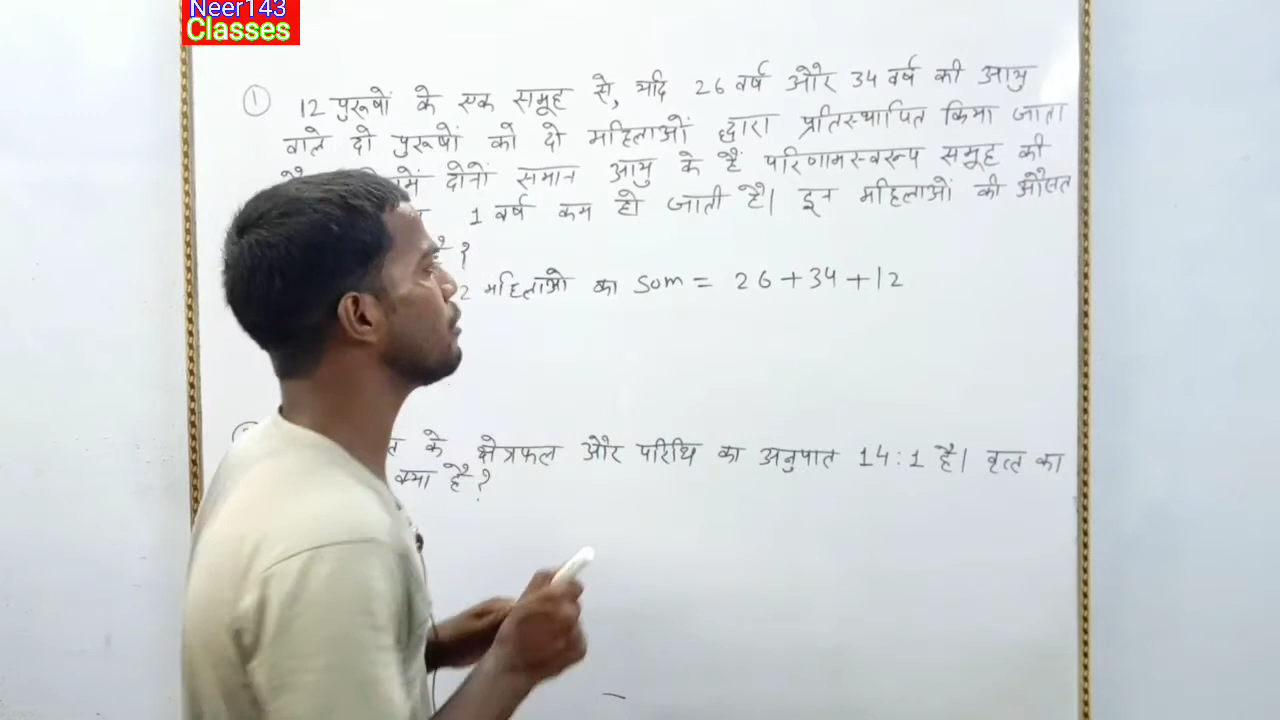 Neer143
Classes
① 12 पुरूषों के एक समूह से, यदि 26 वर्ष और 34 वर्ष की आयु
वाले दो पुरूषों को दो महिलाओं द्वारा प्रतिस्थापित किया जाता
दोनों समान आयु के हैं परिणामस्वरूप समूह की
1 वर्ष कम हो जाती है। इन महिलाओं की औसत
?
2 महिलाओ का som = 26+34+12
के क्षेत्रफल और परिधि का अनुपात 14:1 है। वृत्त का
क्या है?